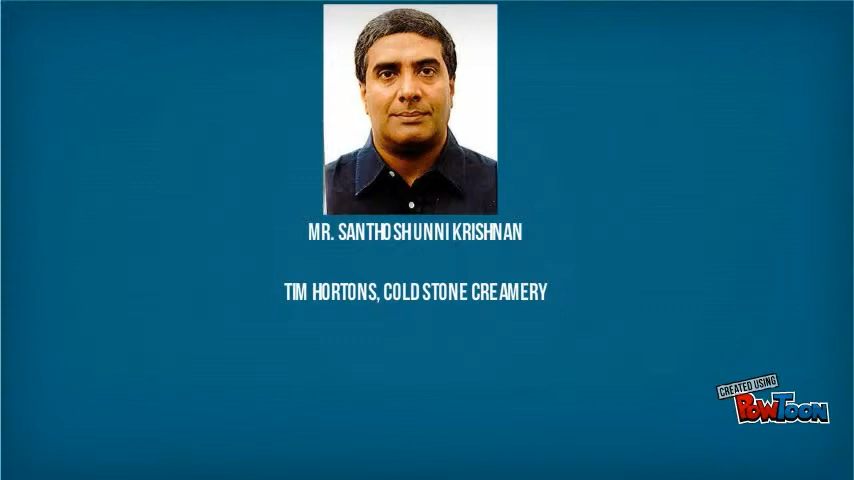 MR. SANTHOSH UNNI KRISHNAN
TIM HORTONS, COLD STONE CREAMERY
CREATED USING
POWTOON